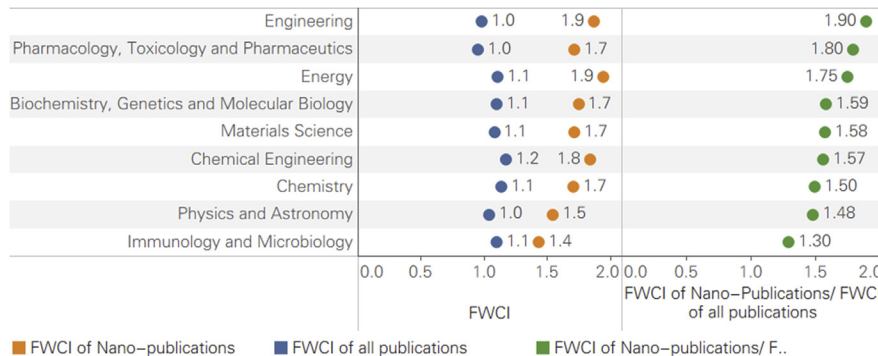 Engineering 1.0 1.9 1.90
Pharmacology, Toxicology and Pharmaceutics 1.0 1.7 1.80
Energy 1.1 1.9 1.75
Biochemistry, Genetics and Molecular Biology 1.1 1.7 1.59
Materials Science 1.1 1.7 1.58
Chemical Engineering 1.2 1.8 1.57
Chemistry 1.1 1.7 1.50
Physics and Astronomy 1.0 1.5 1.48
Immunology and Microbiology 1.1 1.4 1.30
0.0 0.5 1.0 1.5 2.0 0.0 0.5 1.0 1.5 2.0
FWCI
FWCI of Nano−Publications/ FWC
of all publications
FWCI of Nano−publications FWCI of all publications FWCI of Nano−publications/ F..